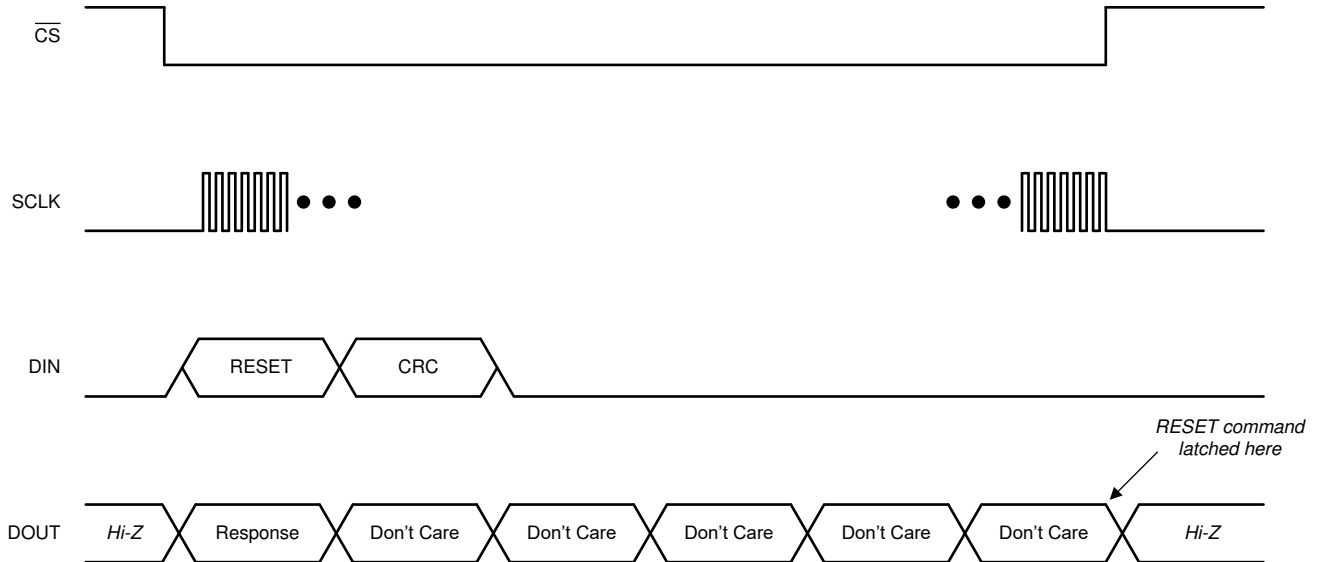 CS
SCLK
DIN
RESET
CRC
RESET command
latched here
DOUT
Hi-Z
Response
Don't Care
Don't Care
Don't Care
Don't Care
Don't Care
Hi-Z